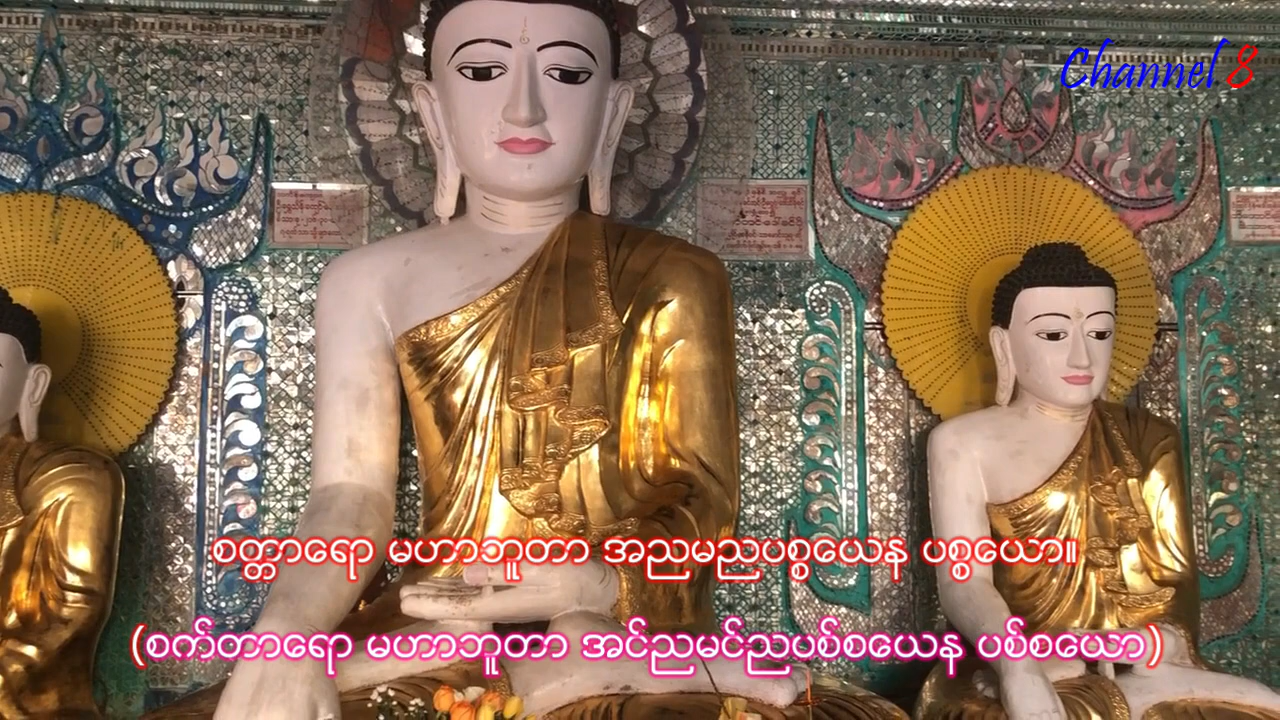 Channel 8
စတ္တာရော မဟာဘူတာ အညမညပစ္စယေန ပစ္စယော။
(စက်တာရော မဟာဘူတာ အင်ညမင်ညပစ်စယေန ပစ်စယော)